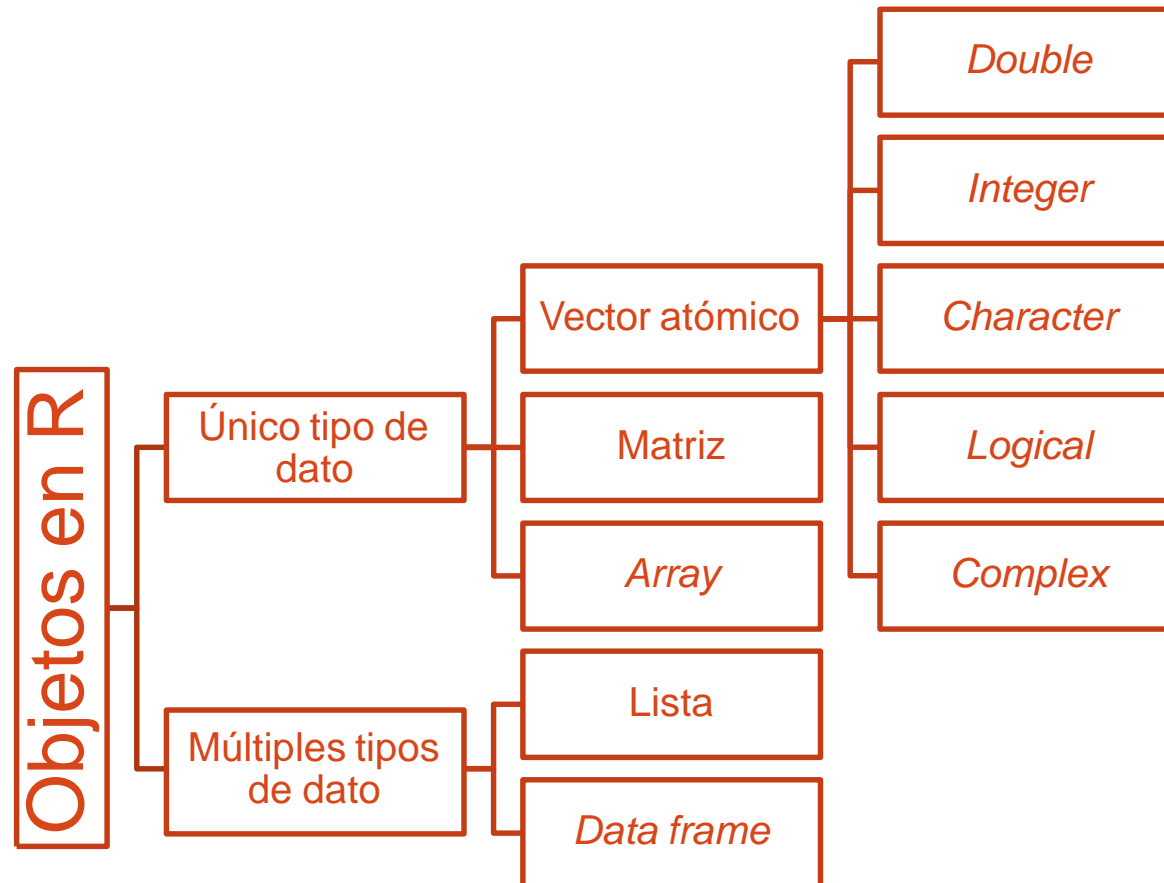 Objetos en R
Único tipo de
dato
Vector atómico
Double
Integer
Character
Logical
Complex
Matriz
Array
Múltiples tipos
de dato
Lista
Data frame